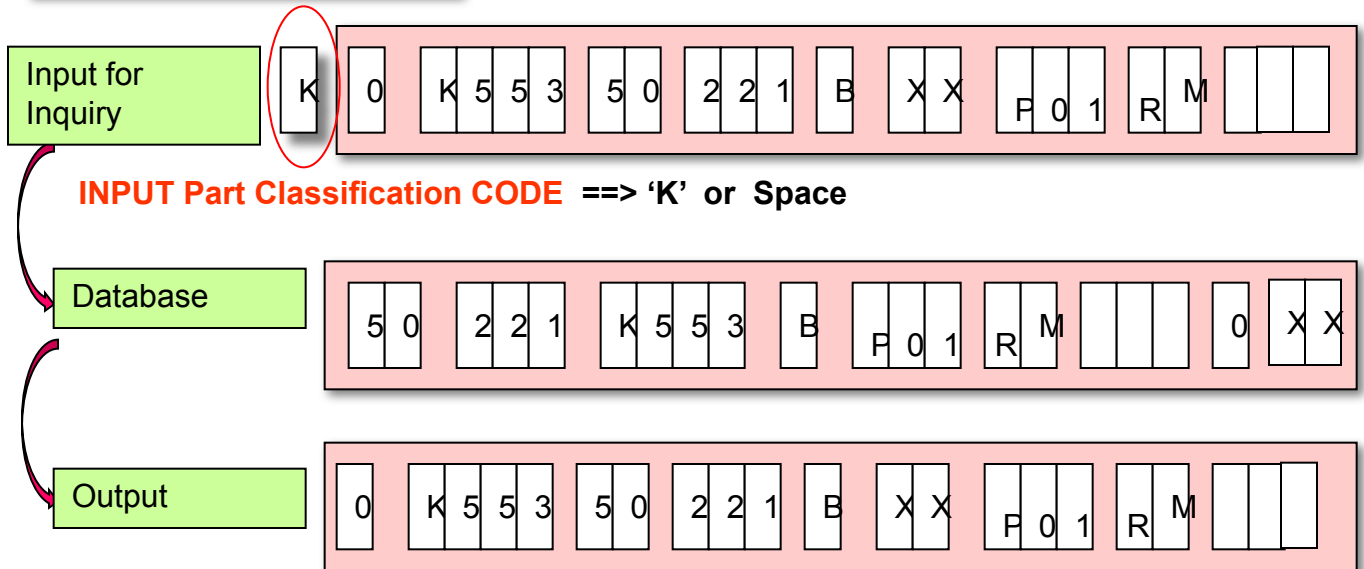 Input for
Inquiry
K 0 K 5 5 3 5 0 2 2 1 B X X P 0 1 R M
INPUT Part Classification CODE ==> ‘K’ or Space
Database
5 0 2 2 1 K 5 5 3 B P 0 1 R M 0 X X
Output
0 K 5 5 3 5 0 2 2 1 B X X P 0 1 R M